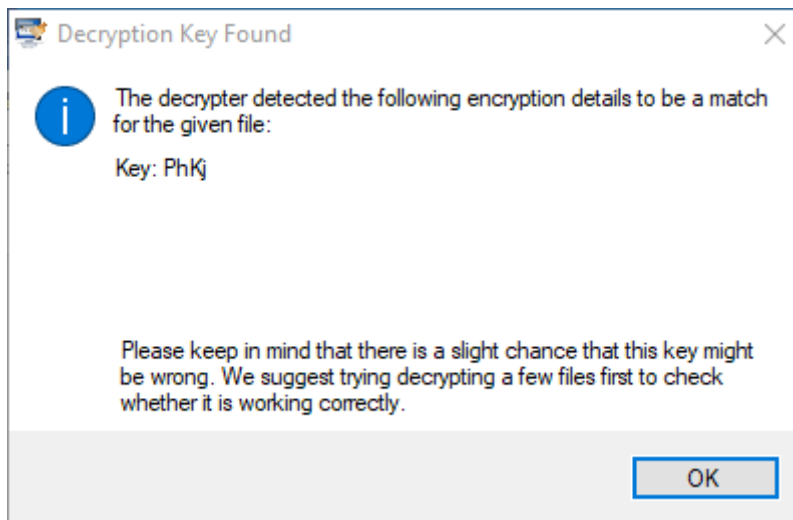 Decryption Key Found
The decrypter detected the following encryption details to be a match
for the given file:
Key: PhKj
Please keep in mind that there is a slight chance that this key might
be wrong. We suggest trying decrypting a few files first to check
whether it is working correctly.
OK